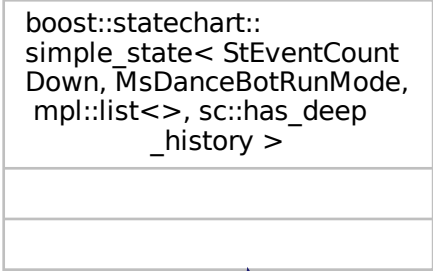 boost::statechart::
simple_state< StEventCount
Down, MsDanceBotRunMode,
mpl::list<>, sc::has_deep
_history >